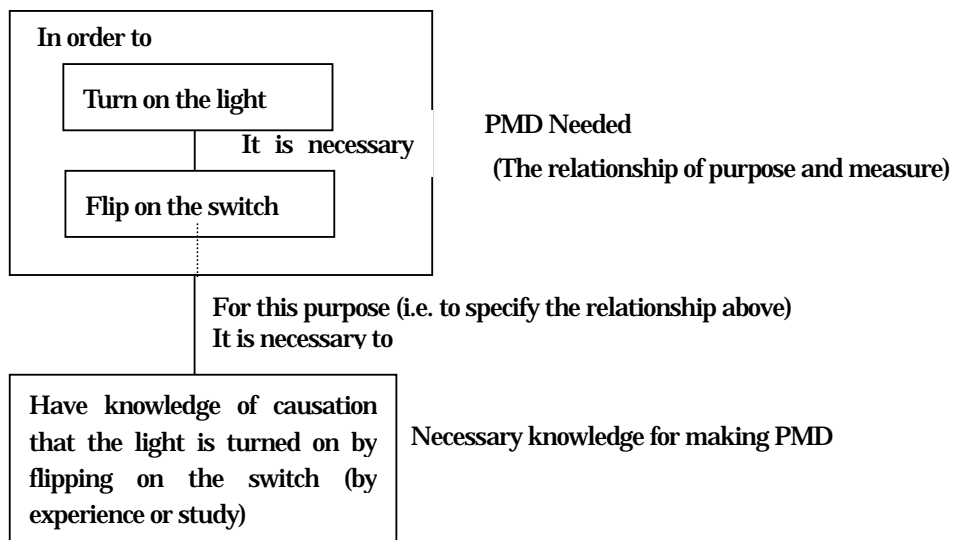 In order to
Turn on the light
It is necessary
PMD Needed
(The relationship of purpose and measure)
Flip on the switch
For this purpose (i.e. to specify the relationship above)
It is necessary to
Have knowledge of causation
that the light is turned on by
flipping on the switch (by
experience or study)
Necessary knowledge for making PMD